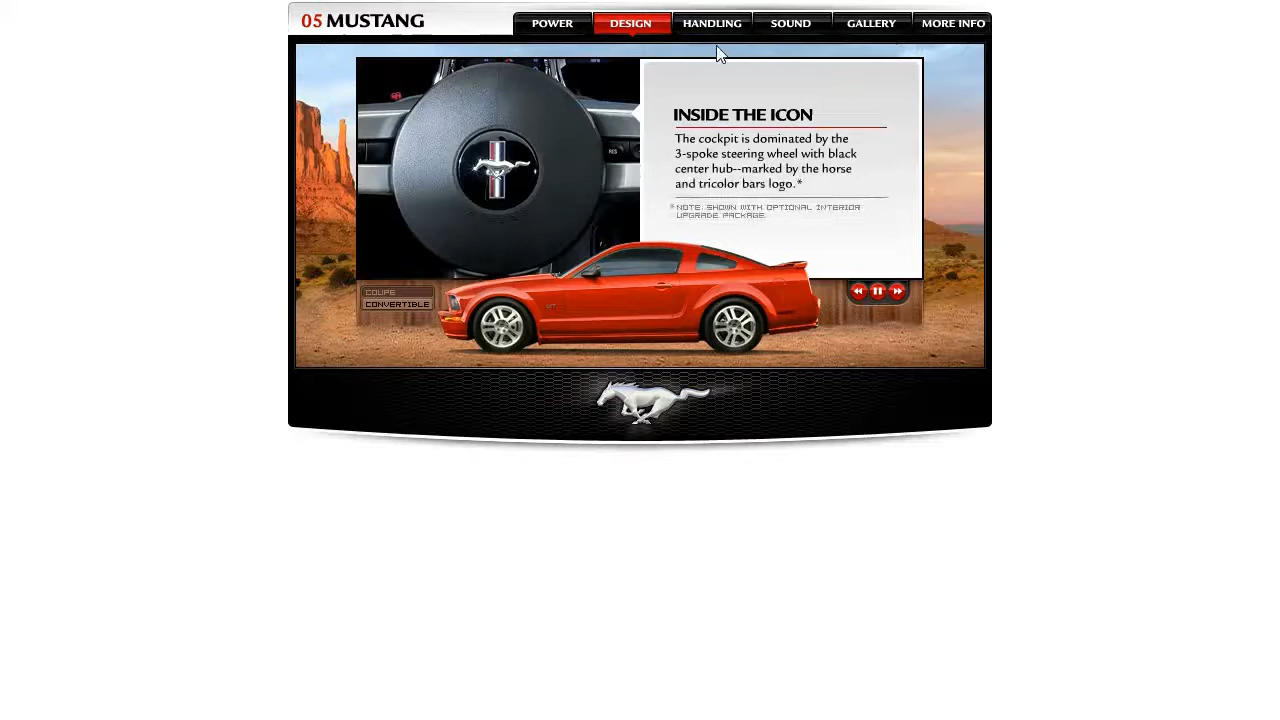 05 MUSTANG
POWER
DESIGN
HANDLING
SOUND
GALLERY
MORE INFO
RES
INSIDE THE ICON
The cockpit is dominated by the
3-spoke steering wheel with black
center hub--marked by the horse
and tricolor bars logo.*
*NOTE: SHOWN WITH OPTIONAL INTERIOR
UPGRADE PACKAGE.
COUPE
CONVERTIBLE